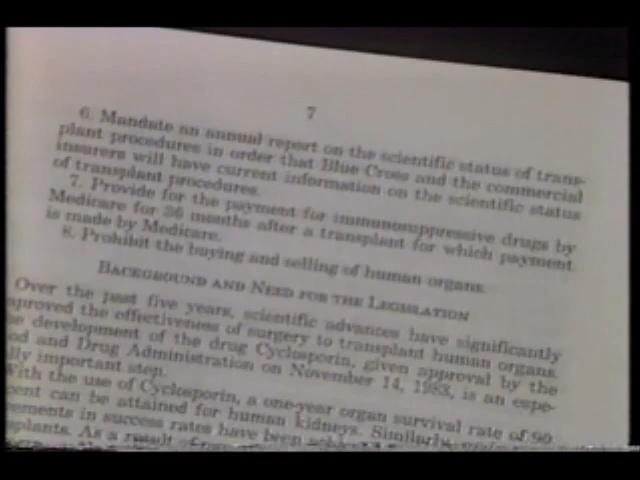 7
6. Mandate an annual report on the scientific status of trans-
plant procedures in order that Blue Cross and the commercial
insurers will have current information on the scientific status
of transplant procedures.
7. Provide for the payment for immunosuppressive drugs by
Medicare for 36 months after a transplant for which payment
is made by Medicare.
8. Prohibit the buying and selling of human organs.
BACKGROUND AND NEED FOR THE LEGISLATION
Over the past five years, scientific advances have significantly
mproved the effectiveness of surgery to transplant human organs.
e development of the drug Cyclosporin, given approval by the
od and Drug Administration on November 14, 1983, is an espe-
lly important step.
With the use of Cyclosporin, a one-year organ survival rate of 90
cent can be attained for human kidneys. Similarly,
ements in success rates have been
splants. As a result of